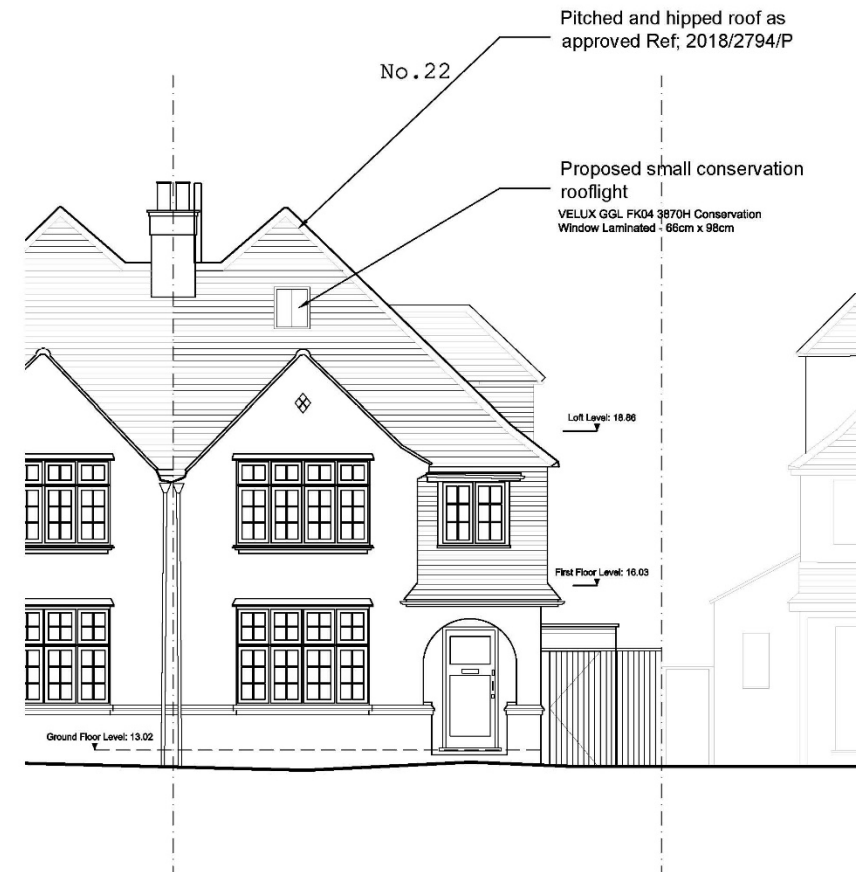 Pitched and hipped roof as
approved Ref; 2018/2794/P
No.22
Proposed small conservation
rooflight
VELUX GGL FK04 3870H Conservation
Window Laminated - 66cm x 98cm
Loft Level: 18.86
First Floor Level: 16.03
Ground Floor Level: 13.02